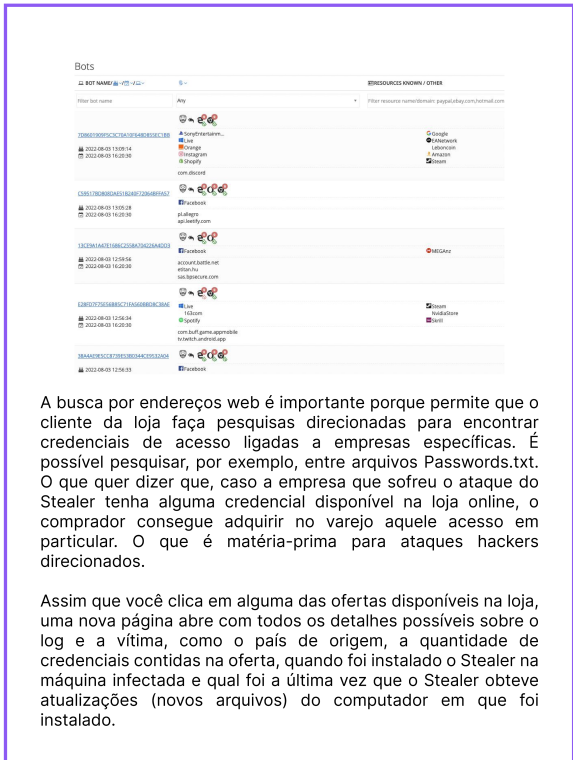 Bots
BOT NAME/ / / RESOURCES KNOWN / OTHER
Filter bot name Any Filter resource name/domain: paypal,ebay.com,hotmail.com
SonyEntertainm... Google
Live EANetwork
Orange Leboncoin
Instagram Amazon
Shopify Steam
2022-08-03 13:09:14
2022-08-03 16:20:30
com.discord
Facebook
2022-08-03 13:05:28
2022-08-03 16:20:30
pl.allegro
api.leetify.com
13CE9A1A47E1686C2558A704226A4DD3
Facebook MEGAnz
2022-08-03 12:59:56
2022-08-03 16:20:30
account.battle.net
elitan.hu
sas.bpsecure.com
Live Steam
163com NvidiaStore
Spotify Skrill
2022-08-03 12:56:34
2022-08-03 16:20:30
com.buff.game.appmobile
tv.twitch.android.app
38A4AE9E5CC8739E53BD344CE9532A04
2022-08-03 12:56:33 Facebook
A busca por endereços web é importante porque permite que o
cliente da loja faça pesquisas direcionadas para encontrar
credenciais de acesso ligadas a empresas específicas. É
possível pesquisar, por exemplo, entre arquivos Passwords.txt.
O que quer dizer que, caso a empresa que sofreu o ataque do
Stealer tenha alguma credencial disponível na loja online, o
comprador consegue adquirir no varejo aquele acesso em
particular. O que é matéria-prima para ataques hackers
direcionados.
Assim que você clica em alguma das ofertas disponíveis na loja,
uma nova página abre com todos os detalhes possíveis sobre o
log e a vítima, como o país de origem, a quantidade de
credenciais contidas na oferta, quando foi instalado o Stealer na
máquina infectada e qual foi a última vez que o Stealer obteve
atualizações (novos arquivos) do computador em que foi
instalado.